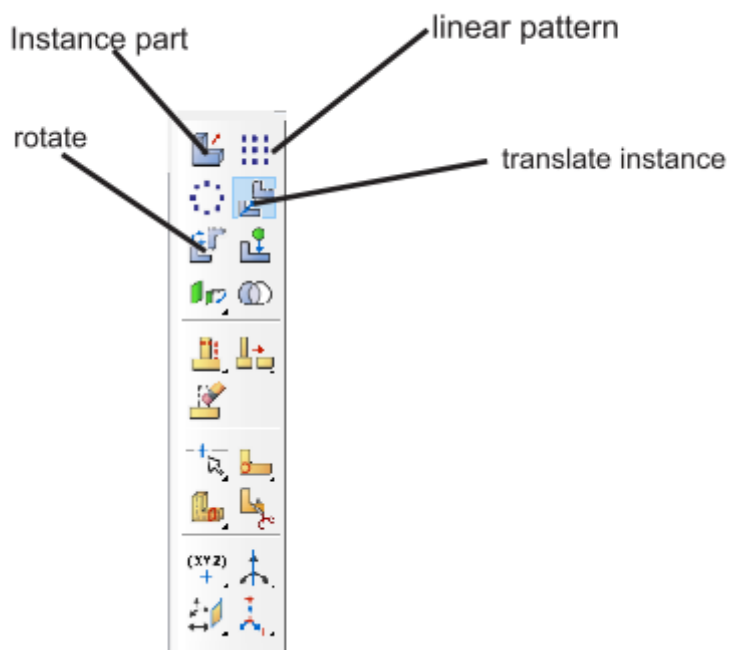 Instance part
linear pattern
rotate
translate instance
(XYZ)